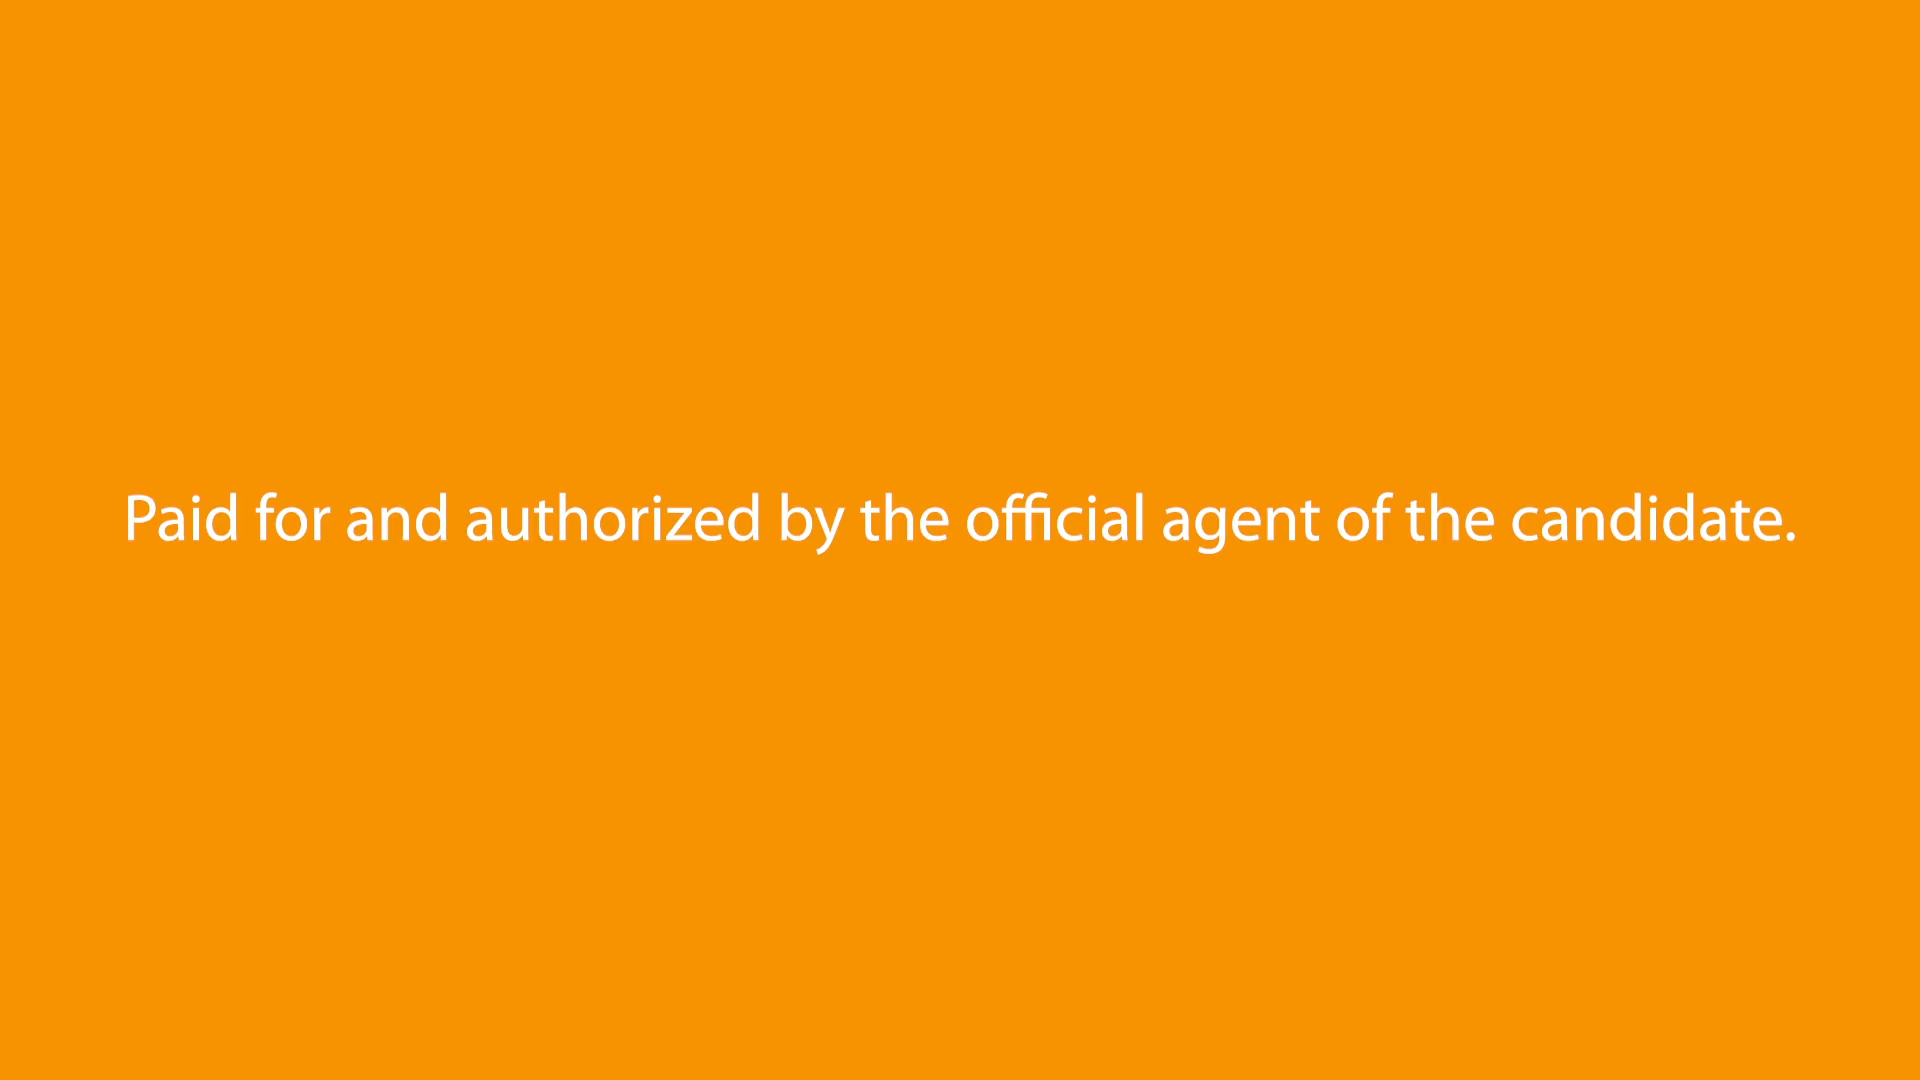 Paid for and authorized by the official agent of the candidate.